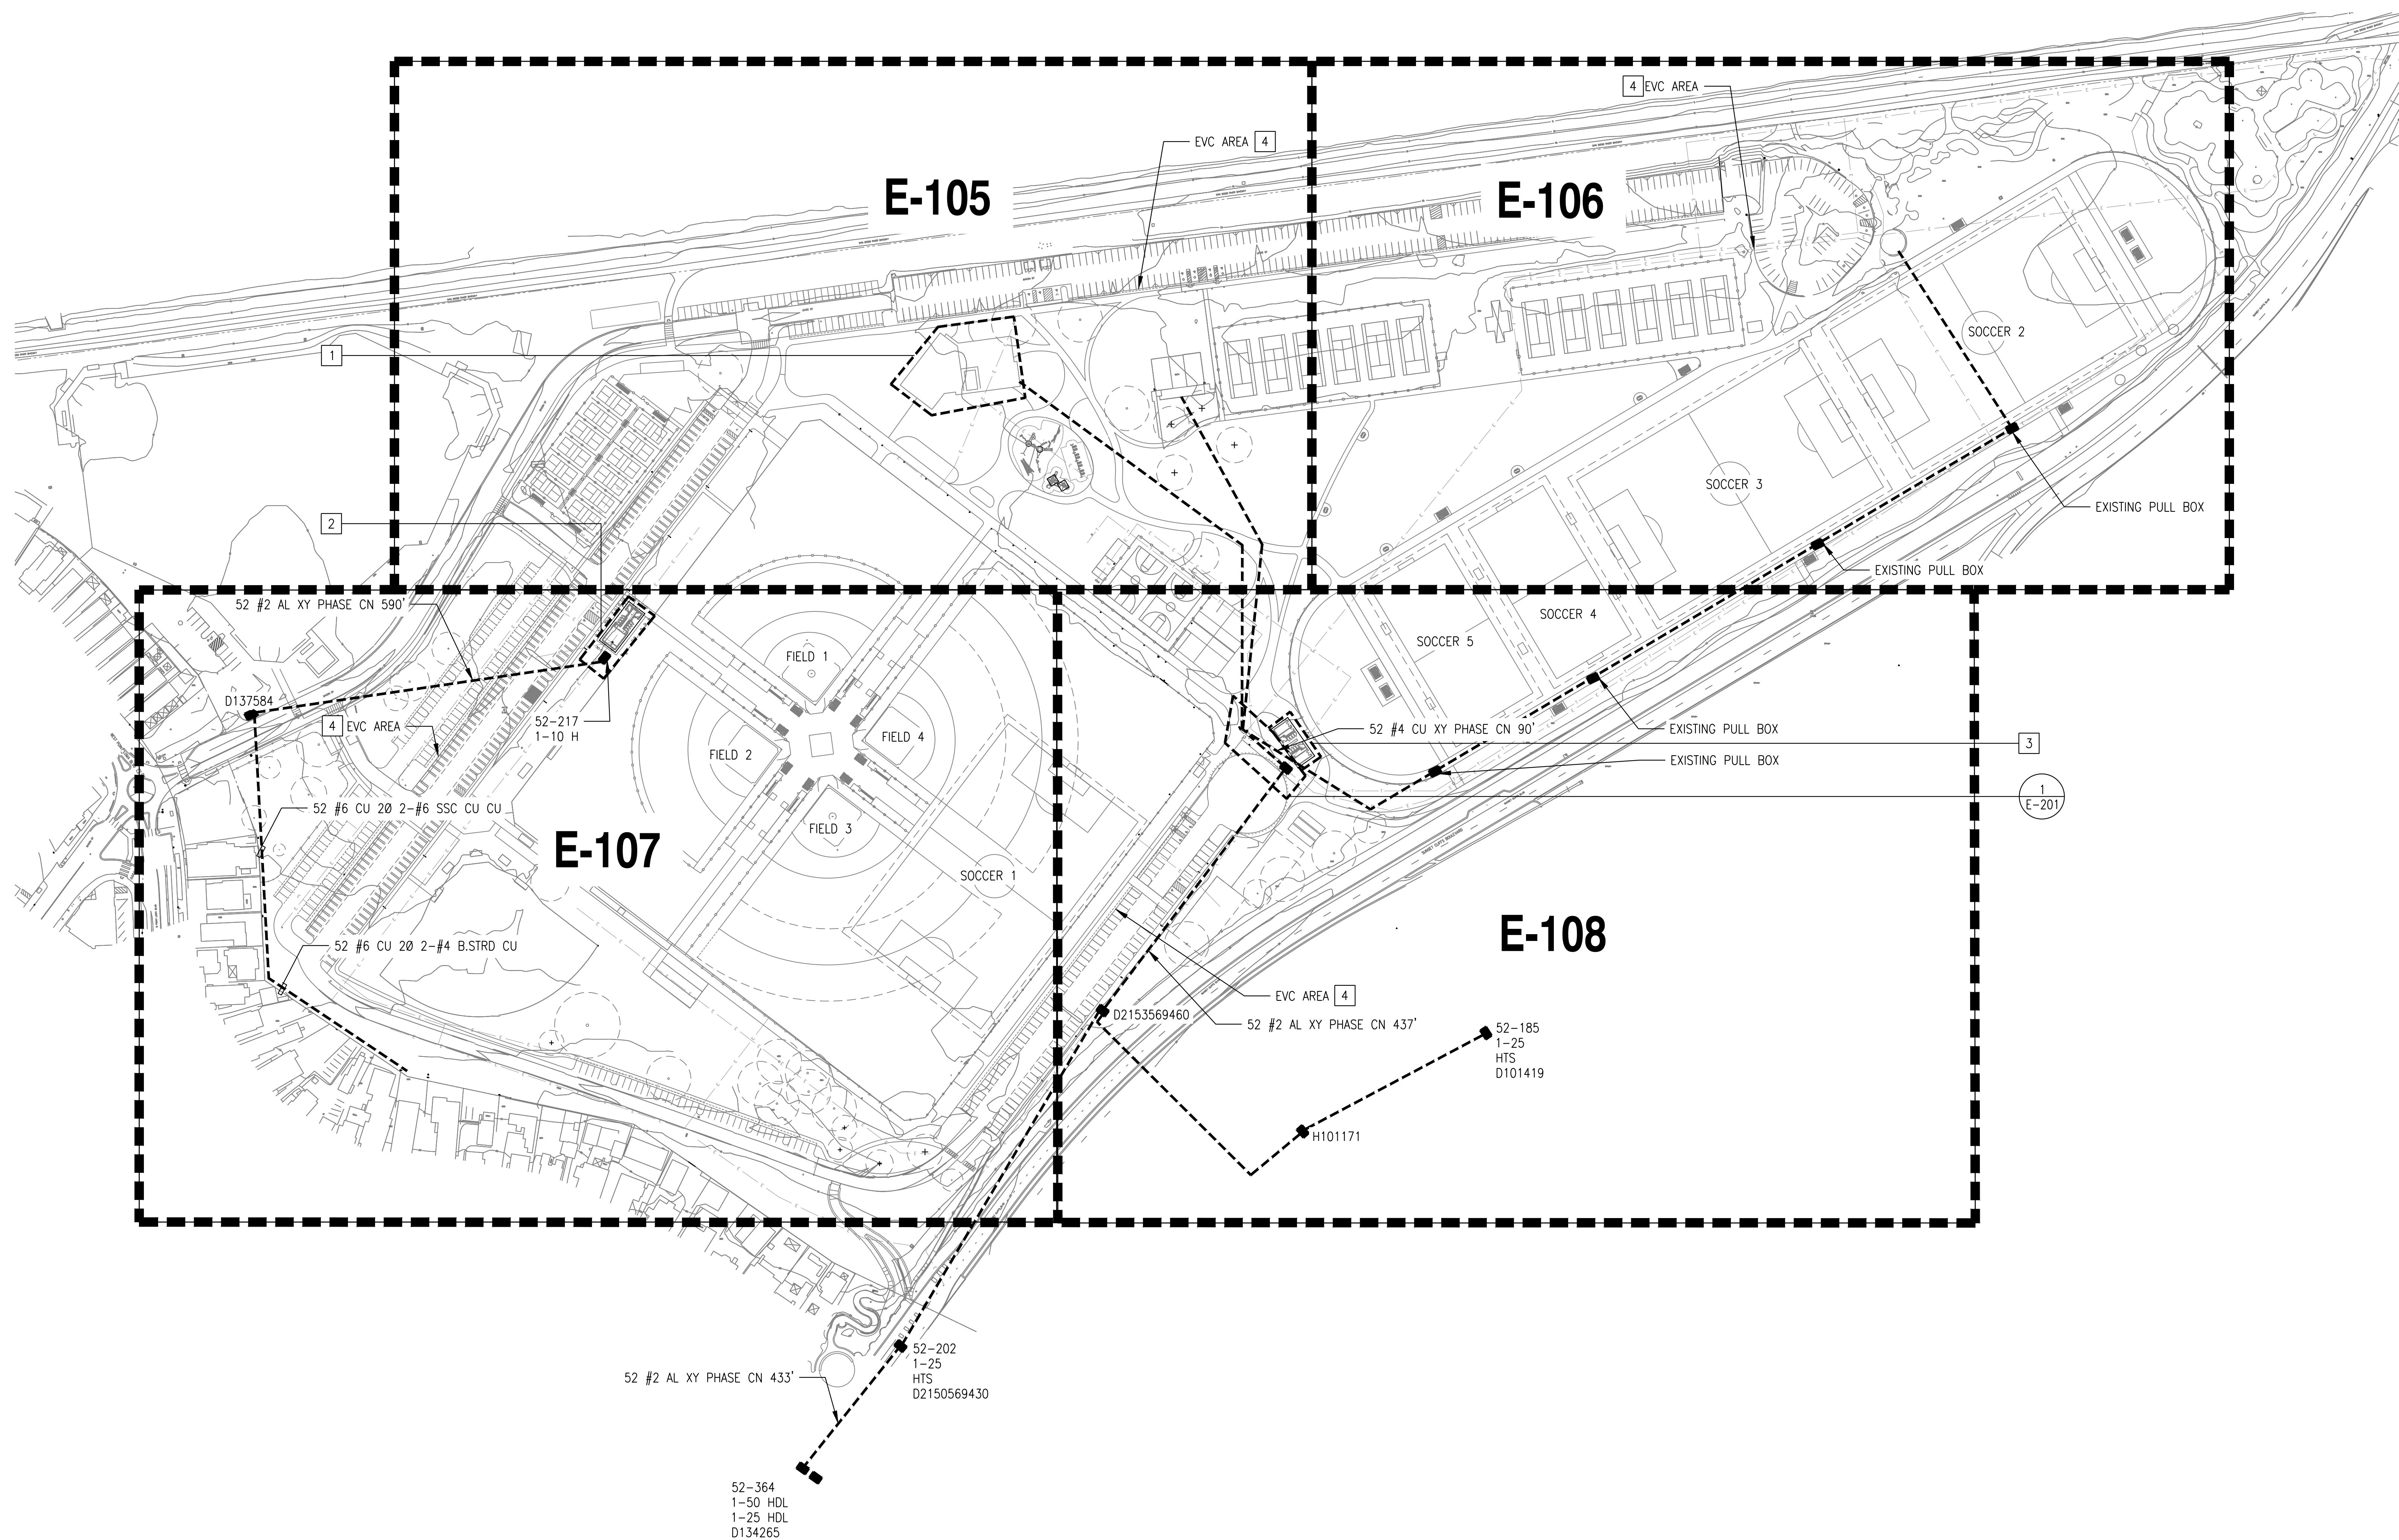 4 EVC AREA
EVC AREA 4
E-105
E-106
SOCCER 2
1
SOCCER 3
EXISTING PULL BOX
2
EXISTING PULL BOX
52 #2 AL XY PHASE CN 590'
SOCCER 4
SOCCER 5
FIELD 1
D137584
52-217
1-10 H
4 EVC AREA
FIELD 2
FIELD 4
52 #4 CU XY PHASE CN 90'
EXISTING PULL BOX
3
EXISTING PULL BOX
1
E-201
52 #6 CU 2Ø 2-#6 SSC CU CU
FIELD 3
SUNSET CLIFFS BOULEVARD
E-107
SOCCER 1
E-108
52 #6 CU 2Ø 2-#4 B.STRD CU
EVC AREA 4
D2153569460
52 #2 AL XY PHASE CN 437'
52-185
1-25
HTS
D101419
H101171
52-202
1-25
HTS
D2150569430
52 #2 AL XY PHASE CN 433'
52-364
1-50 HDL
1-25 HDL
D134265